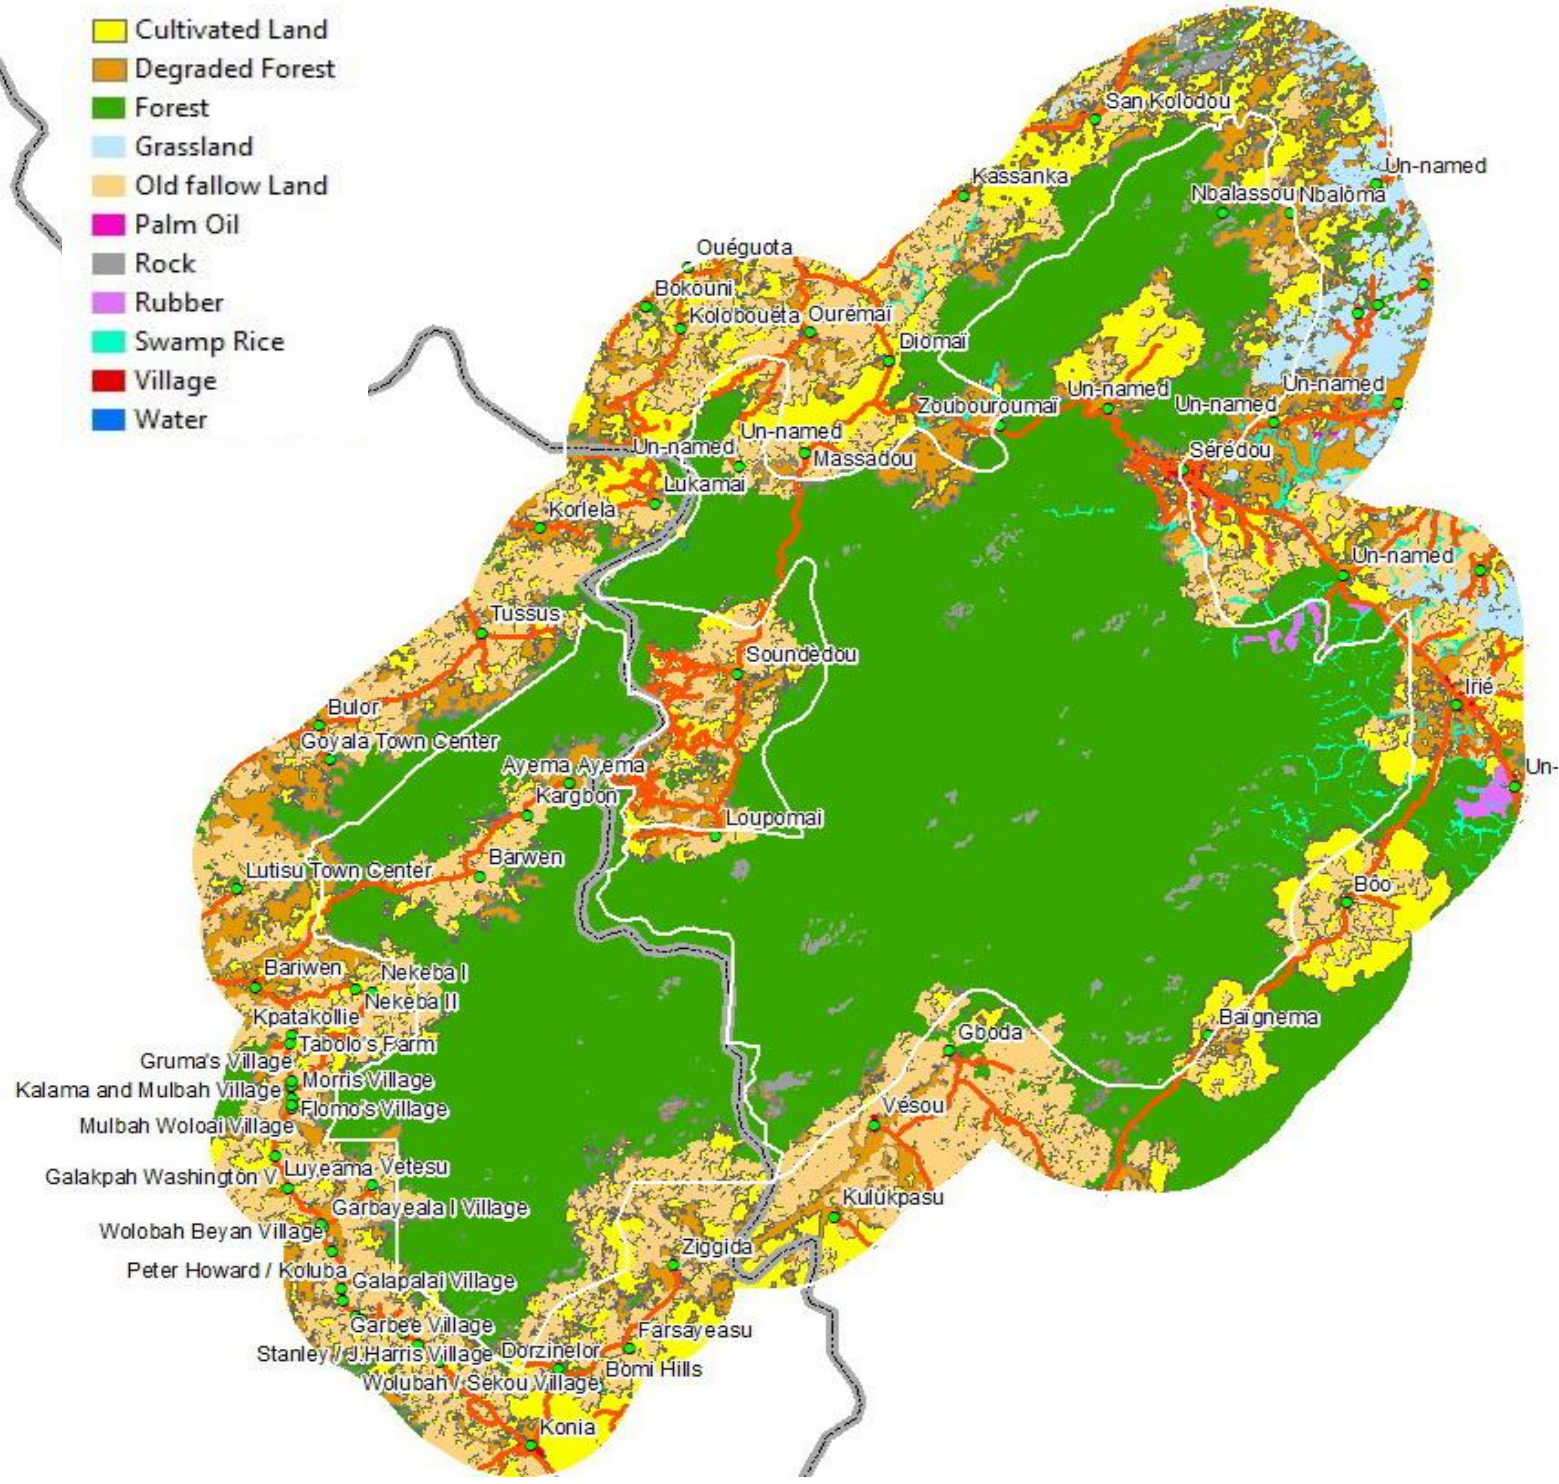 Cultivated Land
Degraded Forest
Forest
Grassland
Old fallow Land
Palm Oil
Rock
Rubber
Swamp Rice
Village
Water
San Kolodou
Kassanka
Un-named
Nbalassou
Nbaloma
Ouéguota
Bokouni
Kolobouéta
Ourémaï
Diomaï
Un-named
Un-named
Un-named
Zoubouroumaï
Un-named
Un-named
Massadou
Sérédou
Lukamai
Korlela
Un-named
Tussus
Soundédou
Irié
Bulor
Goyala Town Center
Ayema
Ayema
Un-
Kargbon
Loupomai
Barwen
Lutisu Town Center
Bôo
Bariwen
Nekeba I
Nekeba II
Kpatakollie
Baïgnema
Tabolo's Farm
Gboda
Gruma's Village
Morris Village
Kalama and Mulbah Village
Flomo's Village
Vésou
Mulbah Woloai Village
Luyeama
Vetesu
Galakpah Washington V
Garbayeala I Village
Kulukpasu
Wolobah Beyan Village
Ziggida
Peter Howard / Koluba
Galapalai Village
Garbee Village
Farsayeasu
Stanley / J.Harris Village
Dorzinelor
Bomi Hills
Wolubah / Sekou Village
Konia